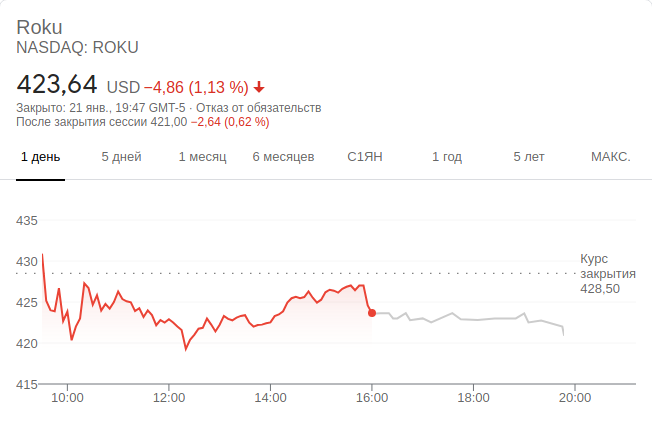 Roku
NASDAQ: ROKU
423,64 USD −4,86 (1,13 %)
Закрыто: 21 янв., 19:47 GMT-5 · Отказ от обязательств
После закрытия сессии 421,00 −2,64 (0,62 %)
1 день 5 дней 1 месяц 6 месяцев С1ЯН 1 год 5 лет МАКС.
435
430
425
420
415
Курс
закрытия
428,50
10:00 12:00 14:00 16:00 18:00 20:00